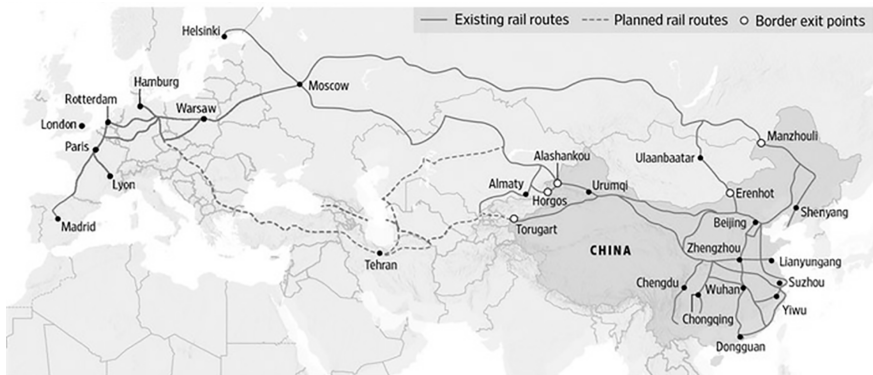 Existing rail routes
Planned rail routes
Border exit points
Helsinki
Moscow
Hamburg
Rotterdam
Warsaw
London
Paris
Lyon
Madrid
Tehran
Almaty
Alashankou
Horgos
Urumqi
Torugart
Ulaanbaatar
Manzhouli
Erenhot
Shenyang
Beijing
CHINA
Zhengzhou
Lianyungang
Chengdu
Wuhan
Suzhou
Yiwu
Chongqing
Dongguan